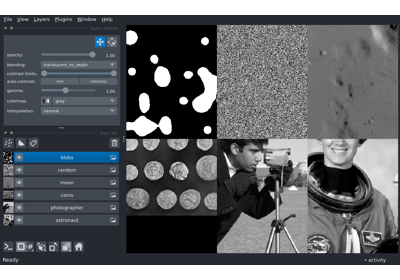 File View Layers Plugins Window Help
opacity: 1.00
blending: translucent_no_depth
contrast limits:
auto-contrast: once continuous
gamma: 1.00
colormap: gray
interpolation: nearest
blobs
random
moon
coins
photographer
astronaut
Ready
activity